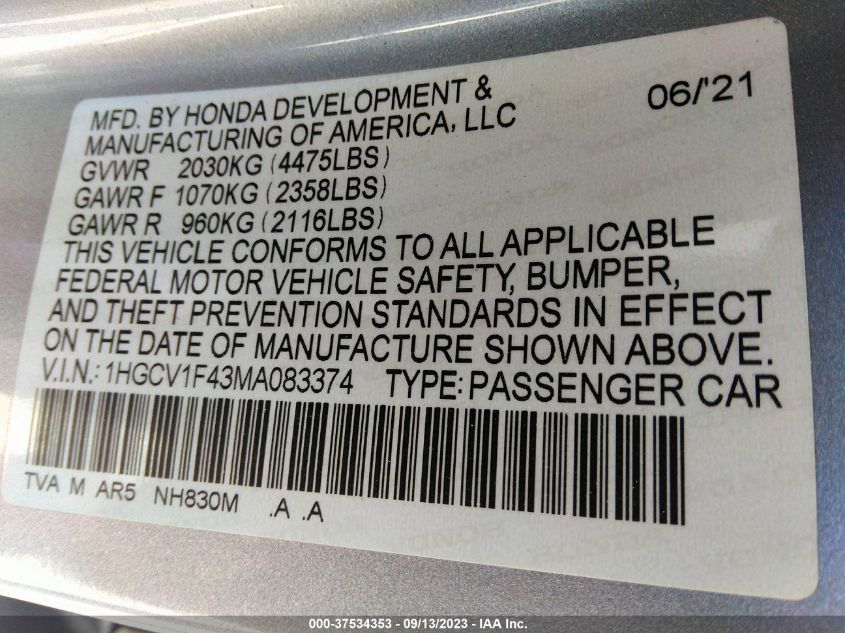 MFD. BY HONDA DEVELOPMENT &
MANUFACTURING OF AMERICA, LLC
06/'21
GVWR 2030KG (4475LBS)
GAWR F 1070KG (2358LBS)
GAWR R 960KG (2116LBS)
THIS VEHICLE CONFORMS TO ALL APPLICABLE
FEDERAL MOTOR VEHICLE SAFETY, BUMPER,
AND THEFT PREVENTION STANDARDS IN EFFECT
ON THE DATE OF MANUFACTURE SHOWN ABOVE.
V.I.N.: 1HGCV1F43MA083374 TYPE: PASSENGER CAR
TVA M AR5 NH830M .A .A
000-37534353 - 09/13/2023 - IAA Inc.